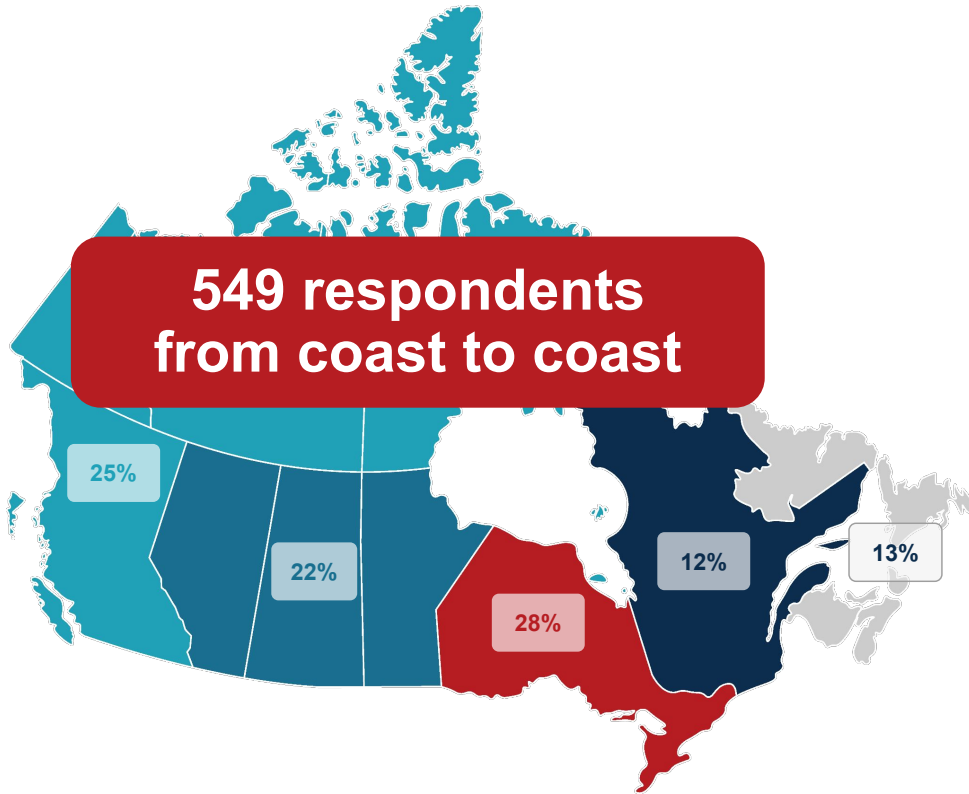 549 respondents
from coast to coast
25%
22%
28%
12%
13%